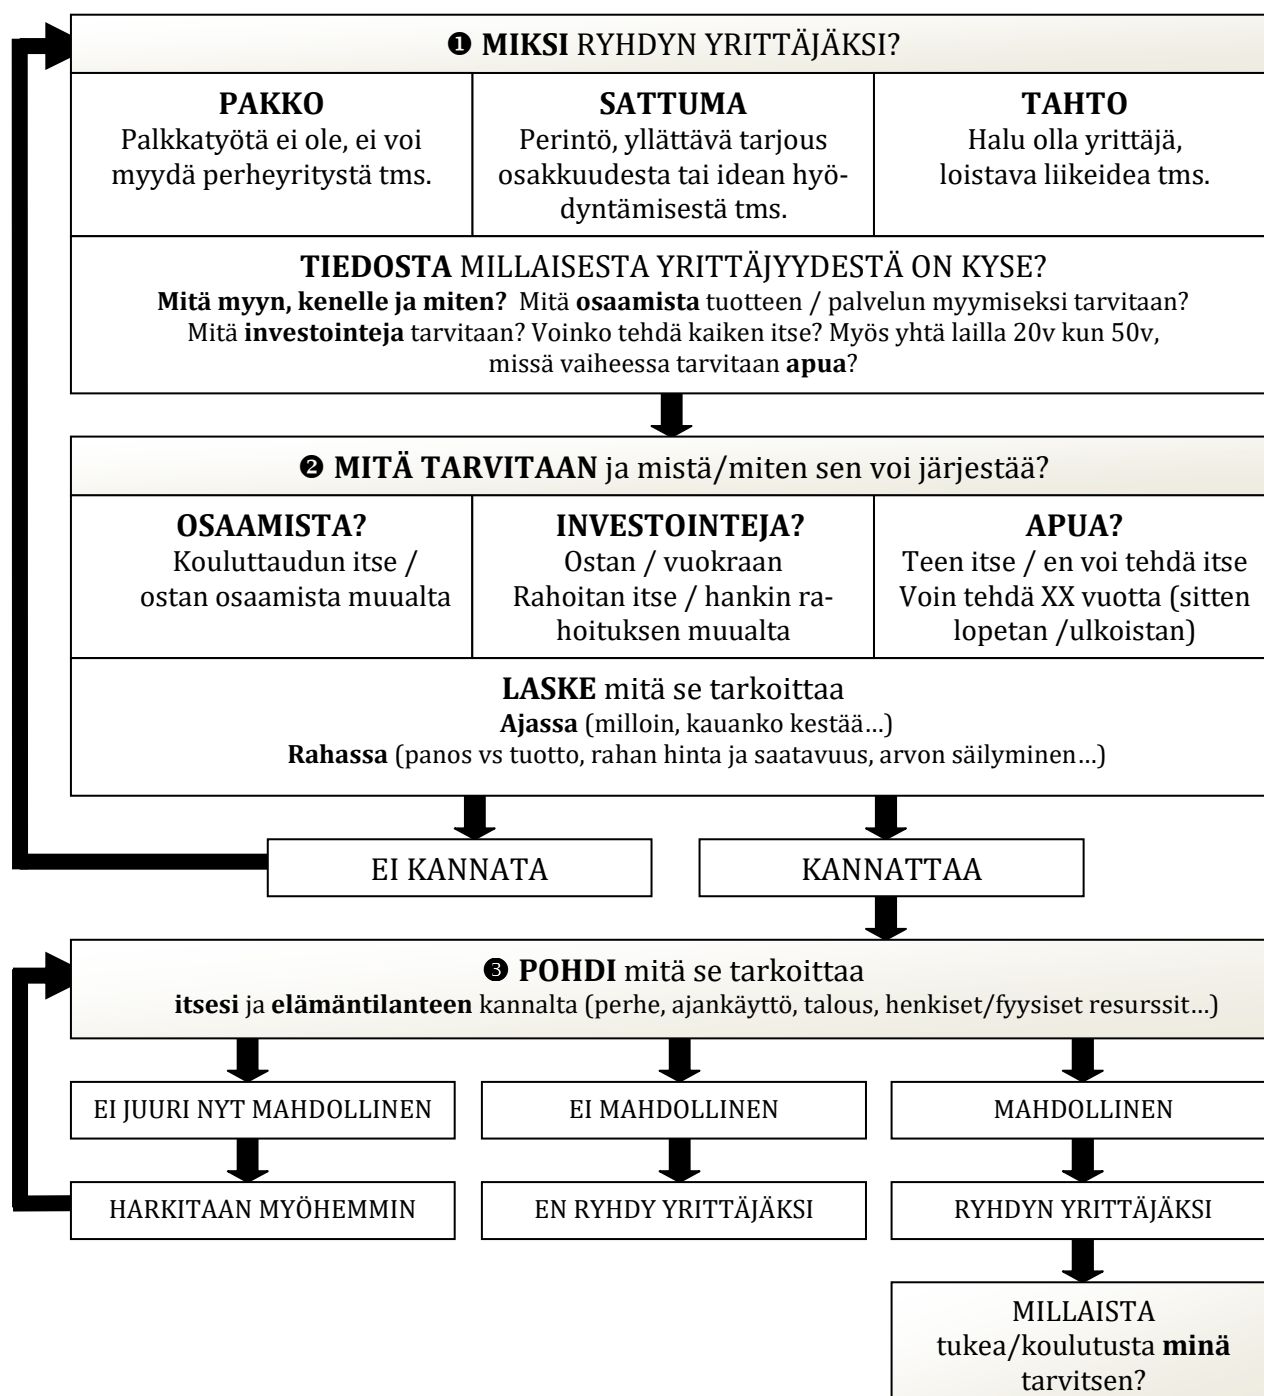 ❶ MIKSI RYHDYN YRITTÄJÄKSI?
PAKKO
Palkkatyötä ei ole, ei voi
myydä perheyritystä tms.
SATTUMA
Perintö, yllättävä tarjous
osakkuudesta tai idean hyö-
dyntämisestä tms.
TAHTO
Halu olla yrittäjä,
loistava liikeidea tms.
TIEDOSTA MILLAISESTA YRITTÄJYYDESTÄ ON KYSE?
Mitä myyn, kenelle ja miten? Mitä osaamista tuotteen / palvelun myymiseksi tarvitaan?
Mitä investointeja tarvitaan? Voinko tehdä kaiken itse? Myös yhtä lailla 20v kun 50v,
missä vaiheessa tarvitaan apua?
❷ MITÄ TARVITAAN ja mistä/miten sen voi järjestää?
OSAAMISTA?
Kouluttaudun itse /
ostan osaamista muualta
INVESTOINTEJA?
Ostan / vuokraan
Rahoitan itse / hankin ra-
hoituksen muualta
APUA?
Teen itse / en voi tehdä itse
Voin tehdä XX vuotta (sitten
lopetan /ulkoistan)
LASKE mitä se tarkoittaa
Ajassa (milloin, kauanko kestää…)
Rahassa (panos vs tuotto, rahan hinta ja saatavuus, arvon säilyminen…)
EI KANNATA
KANNATTAA
❸ POHDI mitä se tarkoittaa
itsesi ja elämäntilanteen kannalta (perhe, ajankäyttö, talous, henkiset/fyysiset resurssit…)
EI JUURI NYT MAHDOLLINEN
EI MAHDOLLINEN
MAHDOLLINEN
HARKITAAN MYÖHEMMIN
EN RYHDY YRITTÄJÄKSI
RYHDYN YRITTÄJÄKSI
MILLAISTA
tukea/koulutusta minä
tarvitsen?